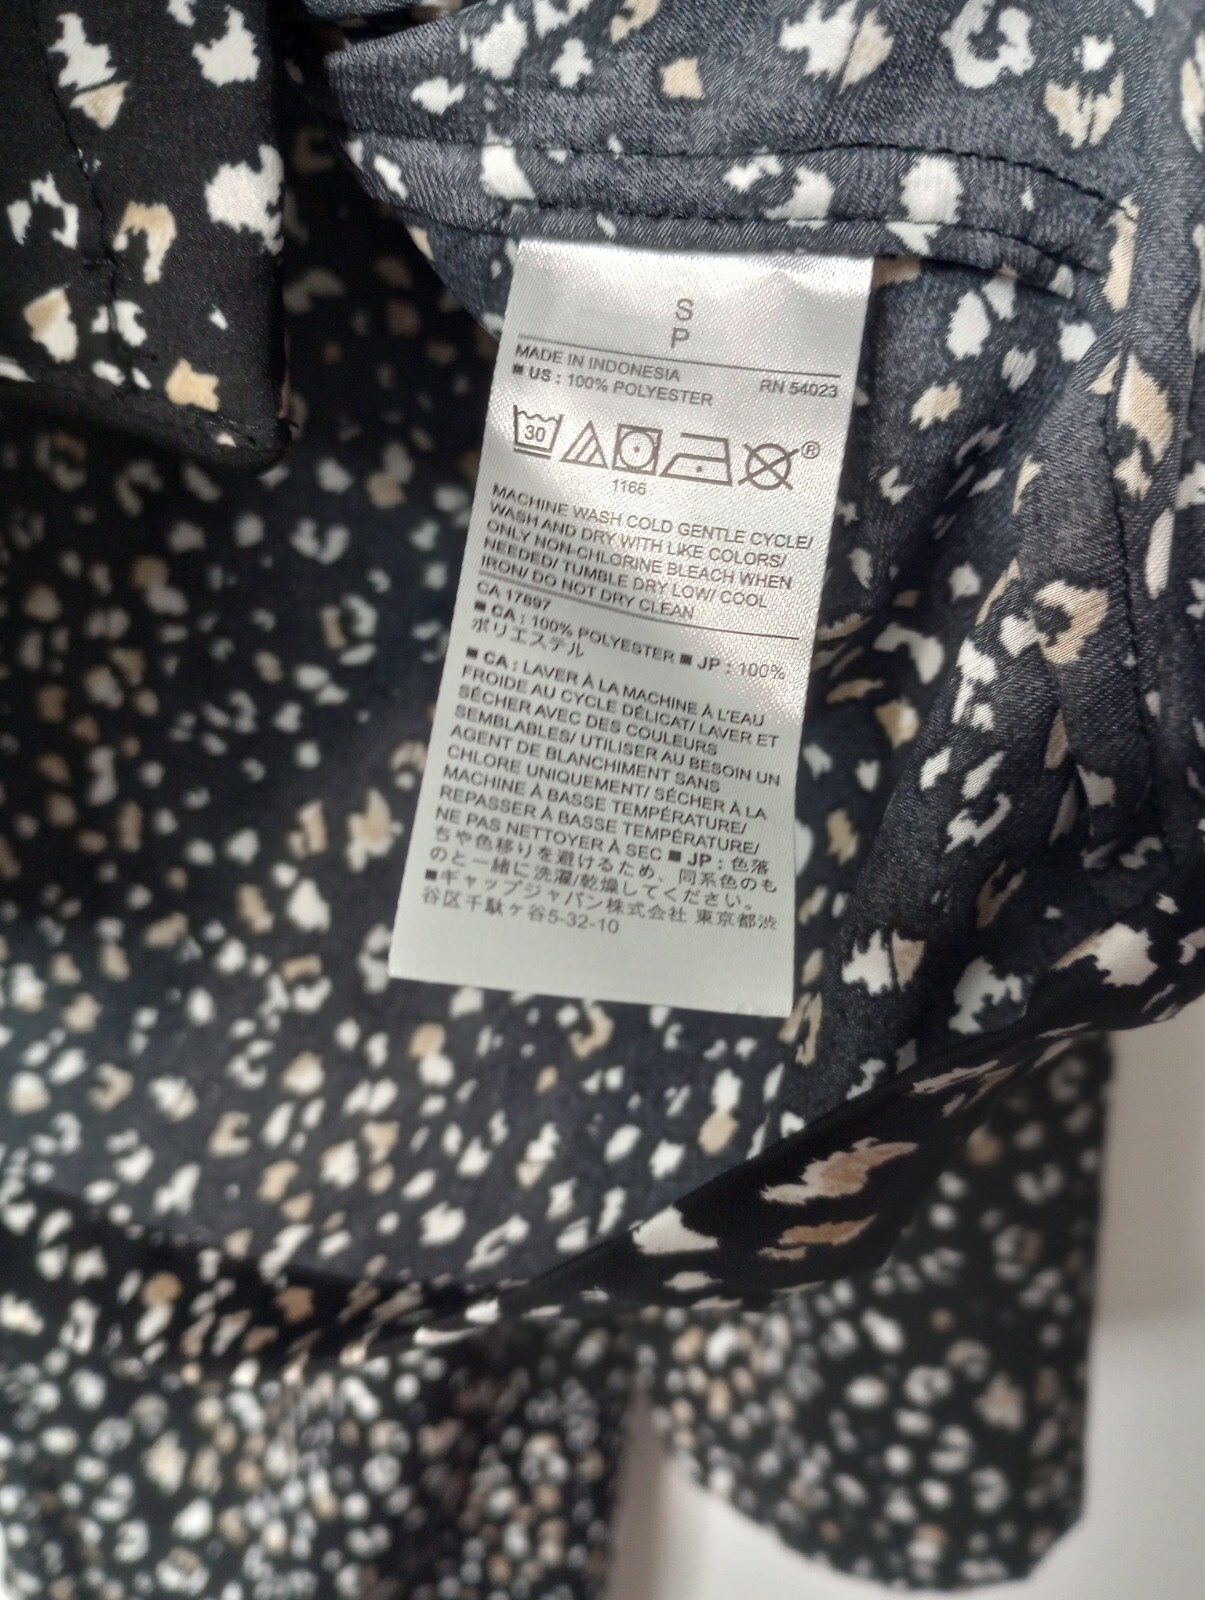 S
P
MADE IN INDONESIA RN 54023
■ US : 100% POLYESTER
30
®
1166
MACHINE WASH COLD GENTLE CYCLE/
WASH AND DRY WITH LIKE COLORS/
ONLY NON-CHLORINE BLEACH WHEN
NEEDED/ TUMBLE DRY LOW/ COOL
IRON/ DO NOT DRY CLEAN
CA 17897
■ CA : 100% POLYESTER ■ JP : 100%
ポリエステル
■ CA : LAVER À LA MACHINE À L'EAU
FROIDE AU CYCLE DÉLICAT/ LAVER ET
SÉCHER AVEC DES COULEURS
SEMBLABLES/ UTILISER AU BESOIN UN
AGENT DE BLANCHIMENT SANS
CHLORE UNIQUEMENT/ SÉCHER À LA
MACHINE À BASSE TEMPÉRATURE/
REPASSER À BASSE TEMPÉRATURE/
NE PAS NETTOYER À SEC ■ JP : 色落
ちや色移りを避けるため、同系色のも
のと一緒に洗濯/乾燥してください。
■ギャップジャパン株式会社 東京都渋
谷区千駄ヶ谷5-32-10